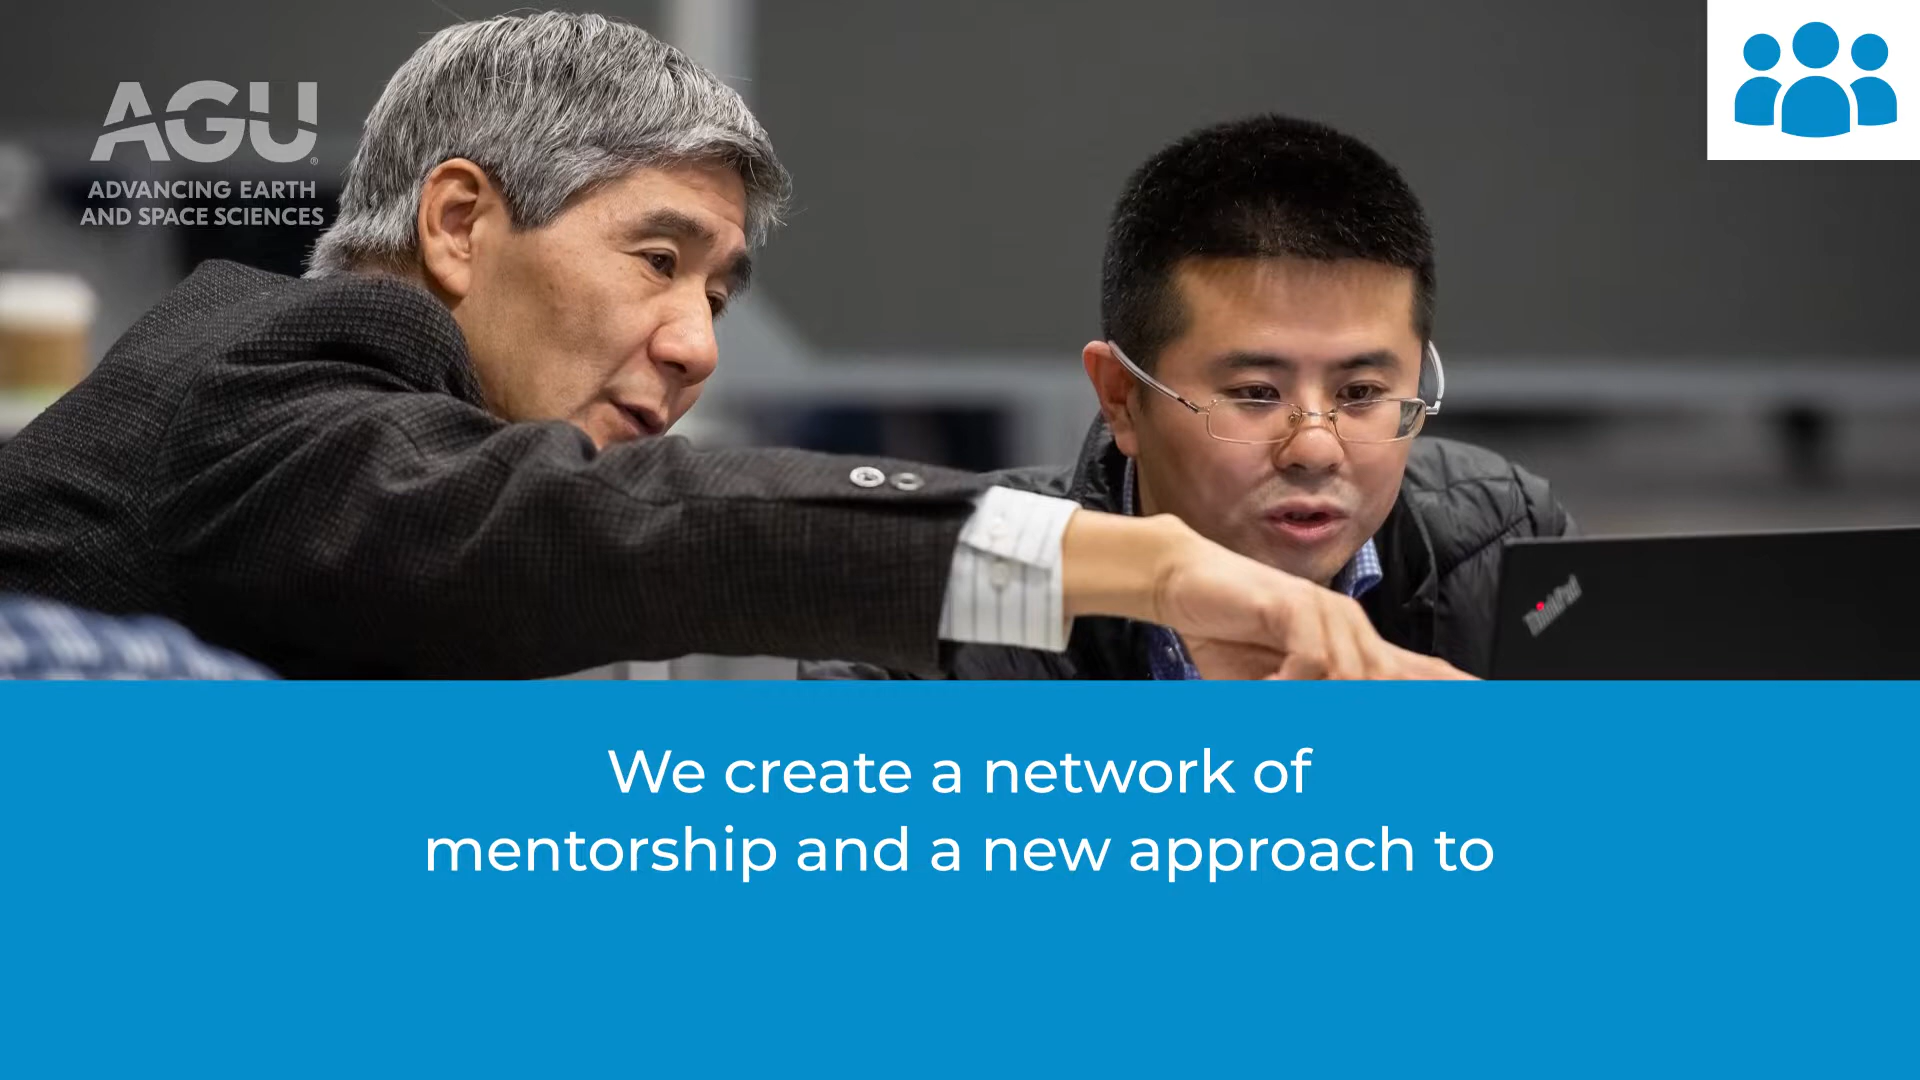 AGU
ADVANCING EARTH
AND SPACE SCIENCES
ThinkPad
We create a network of
mentorship and a new approach to